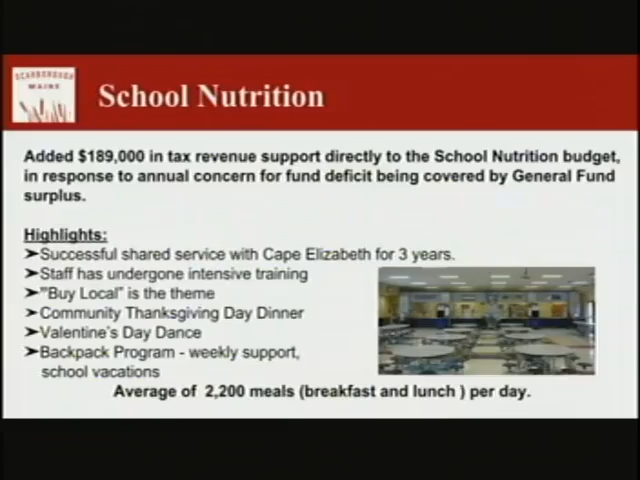 SCARBOROUGH
MAINE
School Nutrition
Added $189,000 in tax revenue support directly to the School Nutrition budget,
in response to annual concern for fund deficit being covered by General Fund
surplus.
Highlights:
➤Successful shared service with Cape Elizabeth for 3 years.
➤Staff has undergone intensive training
➤"Buy Local" is the theme
➤Community Thanksgiving Day Dinner
➤Valentine's Day Dance
➤Backpack Program - weekly support,
school vacations
Average of 2,200 meals (breakfast and lunch ) per day.